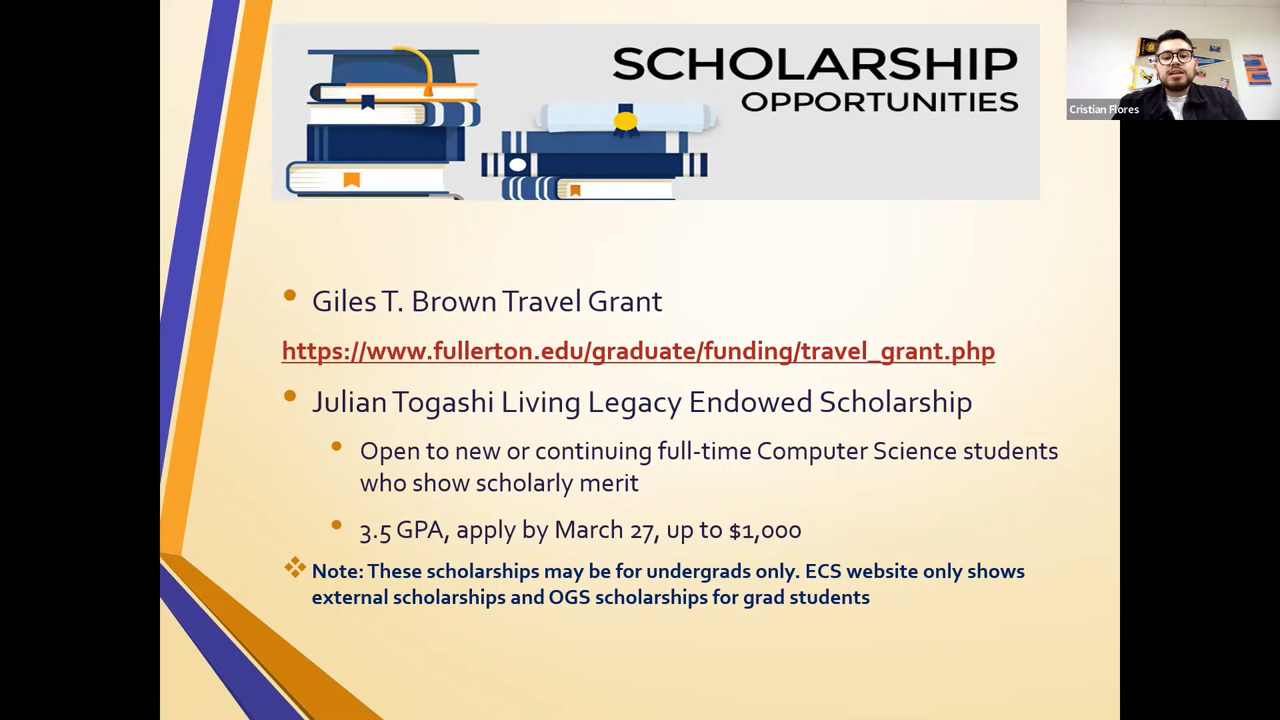 SCHOLARSHIP
OPPORTUNITIES
Cristian Flores
Giles T. Brown Travel Grant
https://www.fullerton.edu/graduate/funding/travel_grant.php
Julian Togashi Living Legacy Endowed Scholarship
Open to new or continuing full-time Computer Science students
who show scholarly merit
3.5 GPA, apply by March 27, up to $1,000
Note: These scholarships may be for undergrads only. ECS website only shows
external scholarships and OGS scholarships for grad students